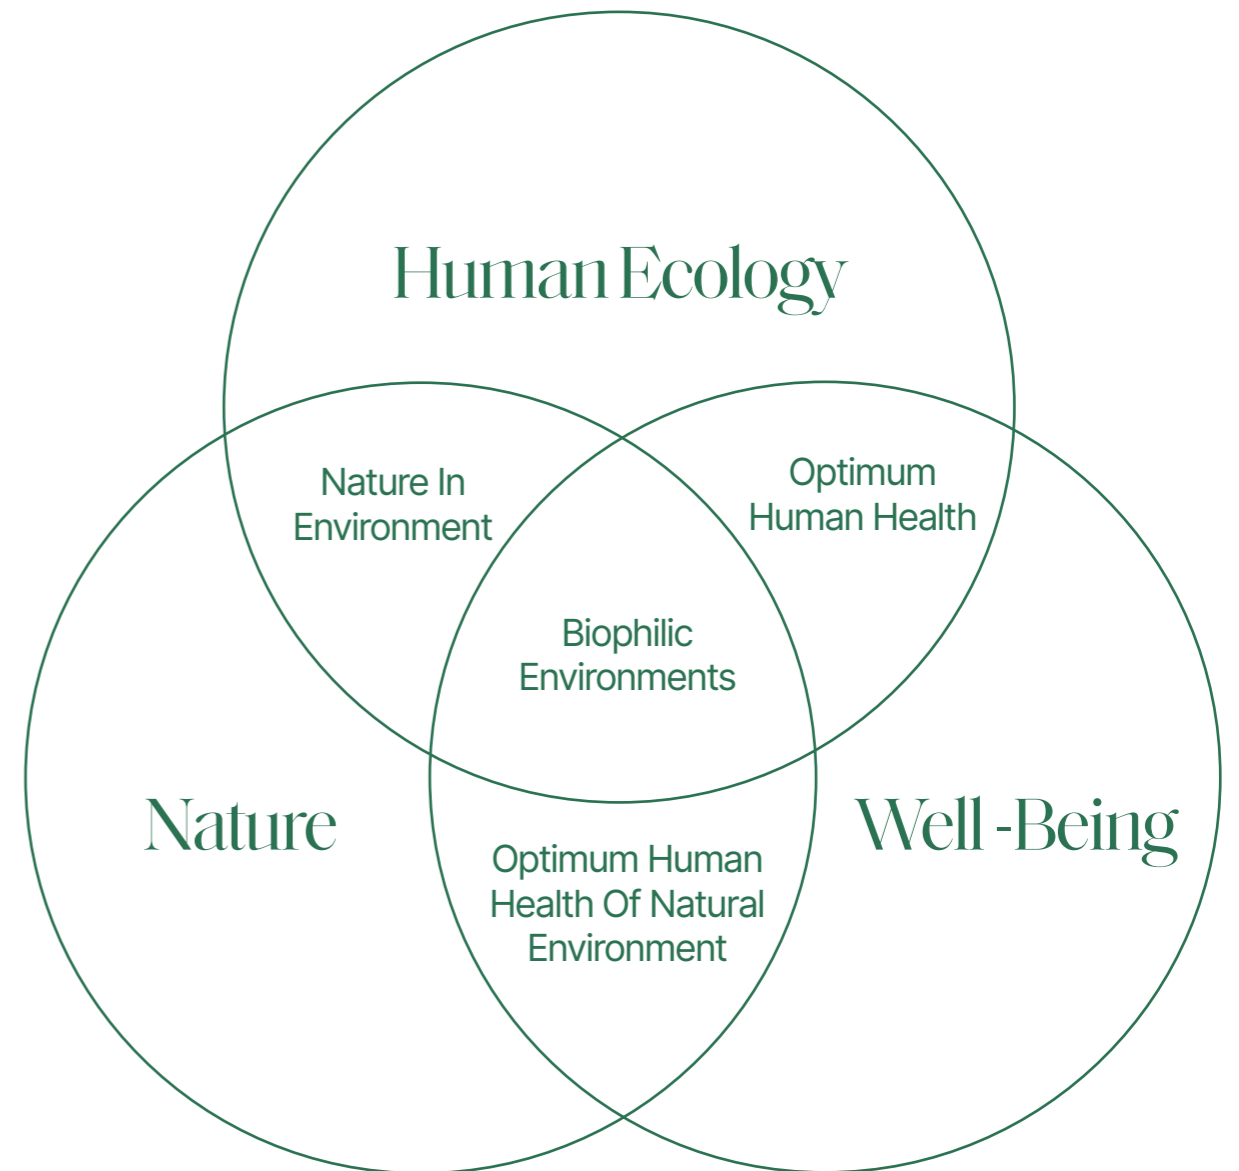 Human Ecology
Nature In
Environment
Optimum
Human Health
Biophilic
Environments
Nature
Well -Being
Optimum Human
Health Of Natural
Environment